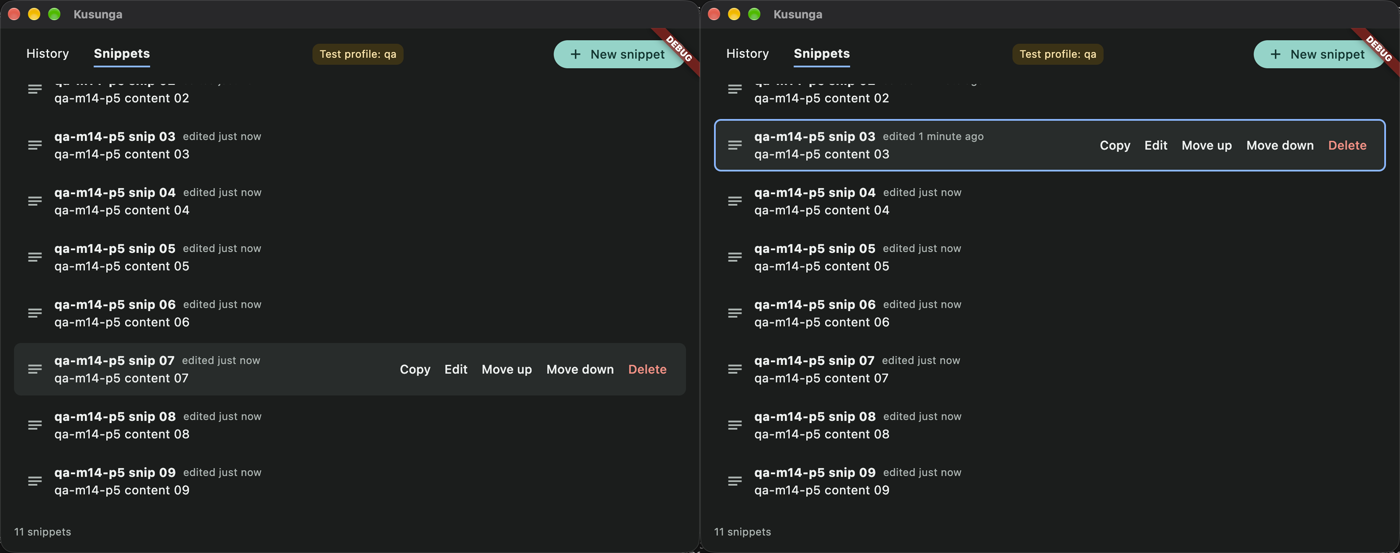 Kusunga
History Snippets Test profile: qa + New snippet DEBUG
qa-m14-p5 content 02
qa-m14-p5 snip 03 edited just now
qa-m14-p5 content 03
qa-m14-p5 snip 04 edited just now
qa-m14-p5 content 04
qa-m14-p5 snip 05 edited just now
qa-m14-p5 content 05
qa-m14-p5 snip 06 edited just now
qa-m14-p5 content 06
qa-m14-p5 snip 07 edited just now
qa-m14-p5 content 07
Copy Edit Move up Move down Delete
qa-m14-p5 snip 08 edited just now
qa-m14-p5 content 08
qa-m14-p5 snip 09 edited just now
qa-m14-p5 content 09
11 snippets
Kusunga
History Snippets Test profile: qa + New snippet DEBUG
qa-m14-p5 content 02
qa-m14-p5 snip 03 edited 1 minute ago
qa-m14-p5 content 03
Copy Edit Move up Move down Delete
qa-m14-p5 snip 04 edited just now
qa-m14-p5 content 04
qa-m14-p5 snip 05 edited just now
qa-m14-p5 content 05
qa-m14-p5 snip 06 edited just now
qa-m14-p5 content 06
qa-m14-p5 snip 07 edited just now
qa-m14-p5 content 07
qa-m14-p5 snip 08 edited just now
qa-m14-p5 content 08
qa-m14-p5 snip 09 edited just now
qa-m14-p5 content 09
11 snippets